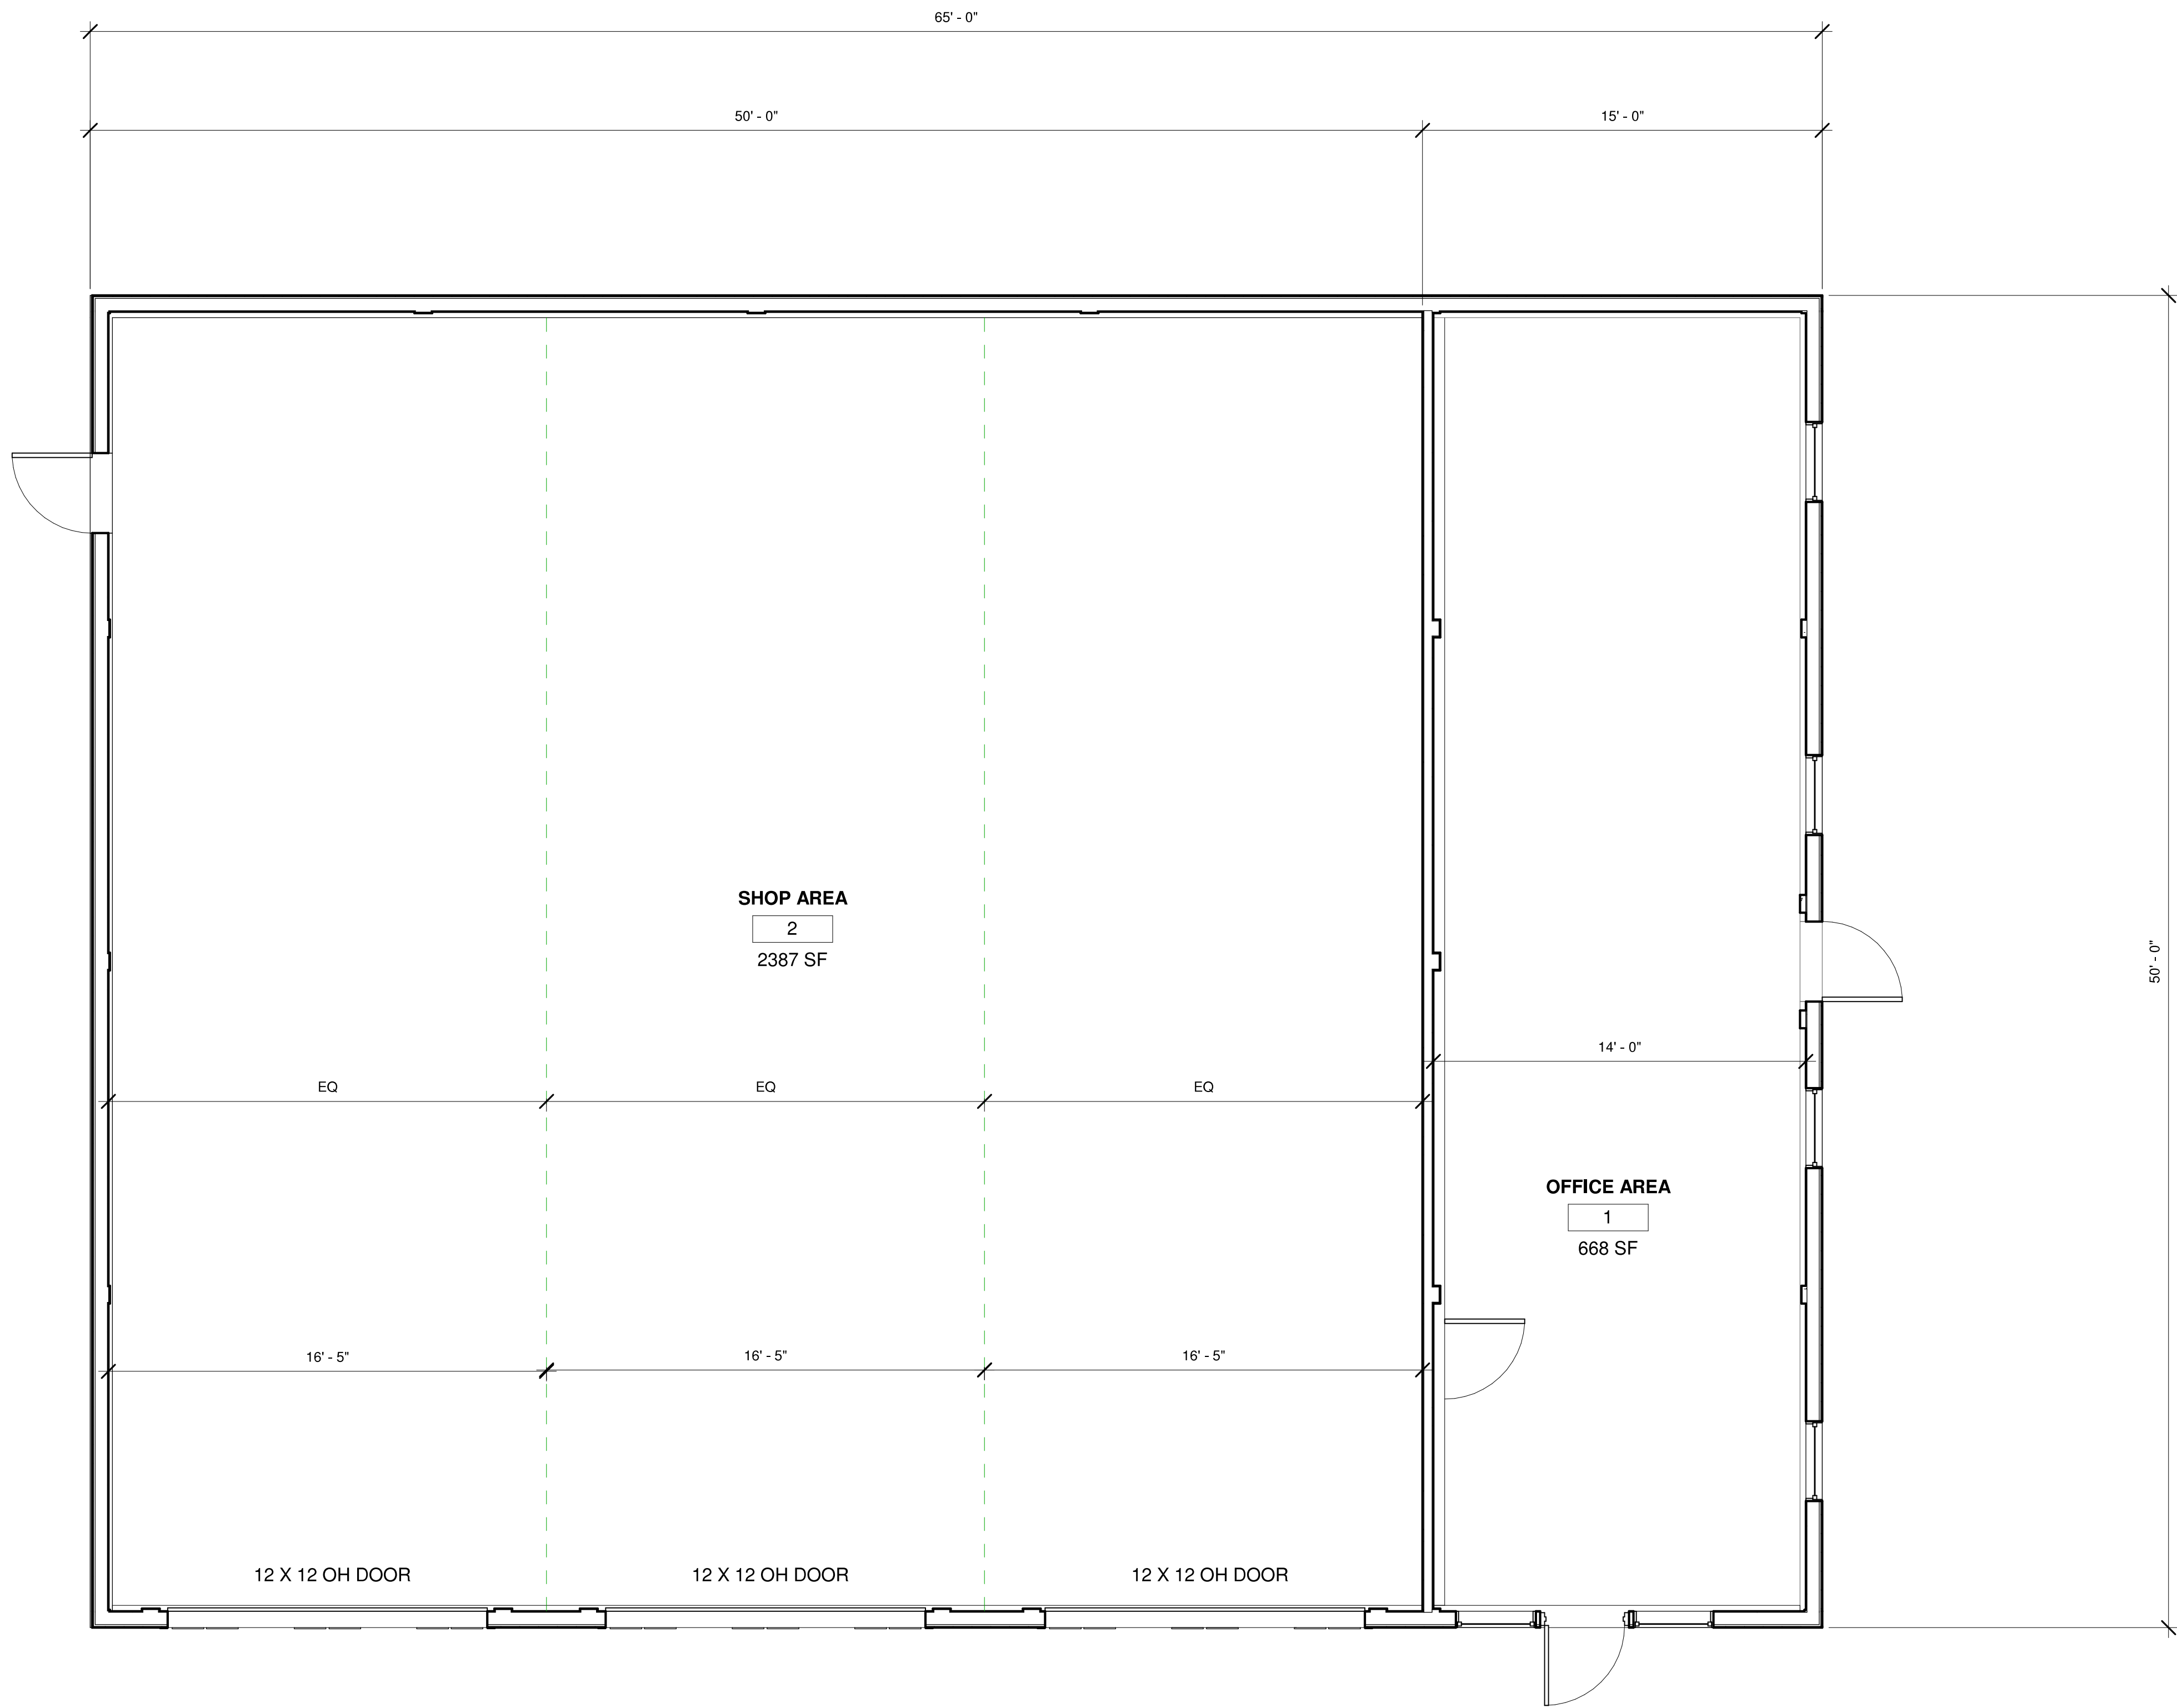 65' - 0"
50' - 0"
15' - 0"
SHOP AREA
2
2387 SF
50' - 0"
14' - 0"
EQ
EQ
EQ
OFFICE AREA
1
668 SF
16' - 5"
16' - 5"
16' - 5"
12 X 12 OH DOOR
12 X 12 OH DOOR
12 X 12 OH DOOR